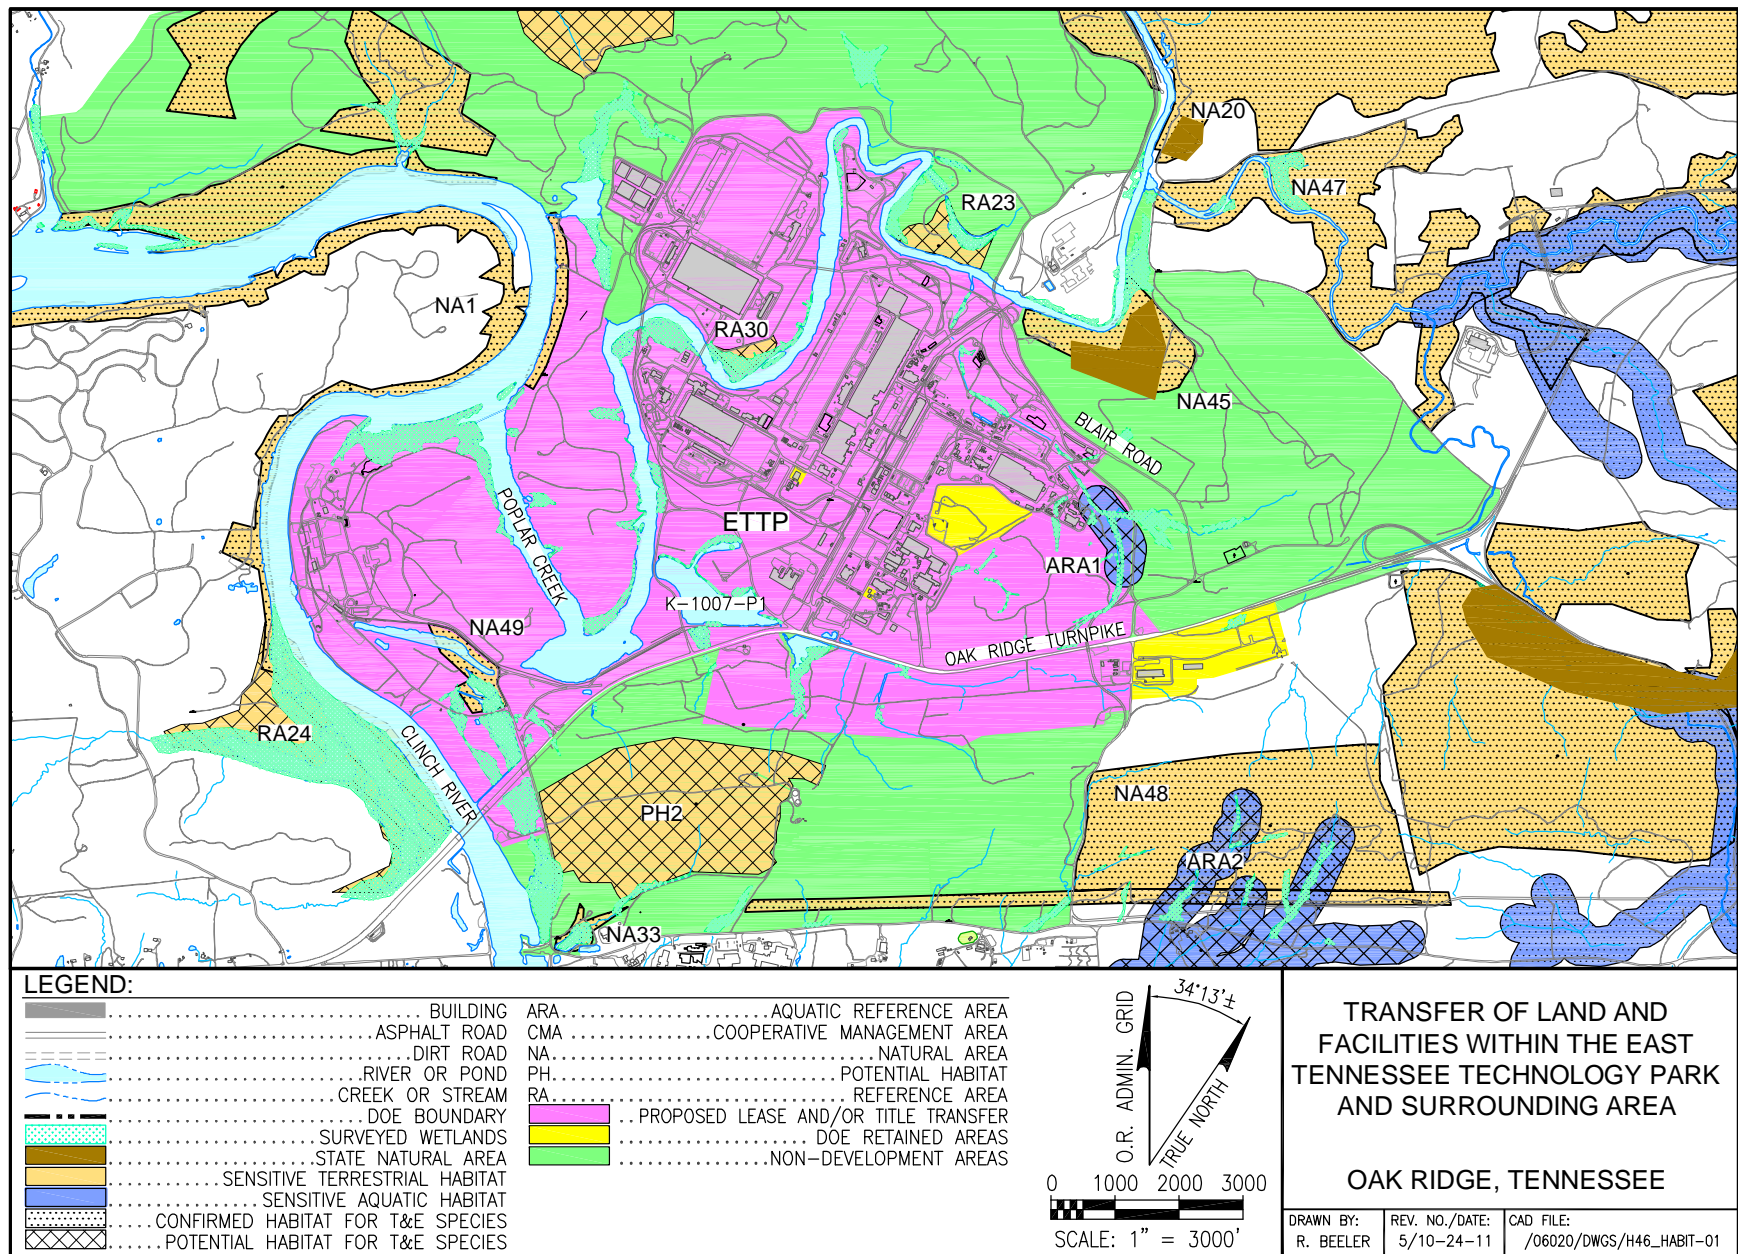 NA20
NA47
RA23
NA1
RA30
NA45
BLAIR ROAD
POPLAR CREEK
ETTP
ARA1
K-1007-P1
NA49
OAK RIDGE TURNPIKE
RA24
CLINCH RIVER
PH2
NA48
ARA2
NA33
LEGEND:
BUILDING
ASPHALT ROAD
DIRT ROAD
RIVER OR POND
CREEK OR STREAM
DOE BOUNDARY
SURVEYED WETLANDS
STATE NATURAL AREA
SENSITIVE TERRESTRIAL HABITAT
SENSITIVE AQUATIC HABITAT
CONFIRMED HABITAT FOR T&E SPECIES
POTENTIAL HABITAT FOR T&E SPECIES
ARA AQUATIC REFERENCE AREA
CMA COOPERATIVE MANAGEMENT AREA
NA NATURAL AREA
PH POTENTIAL HABITAT
RA REFERENCE AREA
PROPOSED LEASE AND/OR TITLE TRANSFER
DOE RETAINED AREAS
NON-DEVELOPMENT AREAS
34°13'±
O.R. ADMIN. GRID
TRUE NORTH
0 1000 2000 3000
SCALE: 1" = 3000'
TRANSFER OF LAND AND
FACILITIES WITHIN THE EAST
TENNESSEE TECHNOLOGY PARK
AND SURROUNDING AREA
OAK RIDGE, TENNESSEE
DRAWN BY:
R. BEELER
REV. NO./DATE:
5/10-24-11
CAD FILE:
/06020/DWGS/H46_HABIT-01